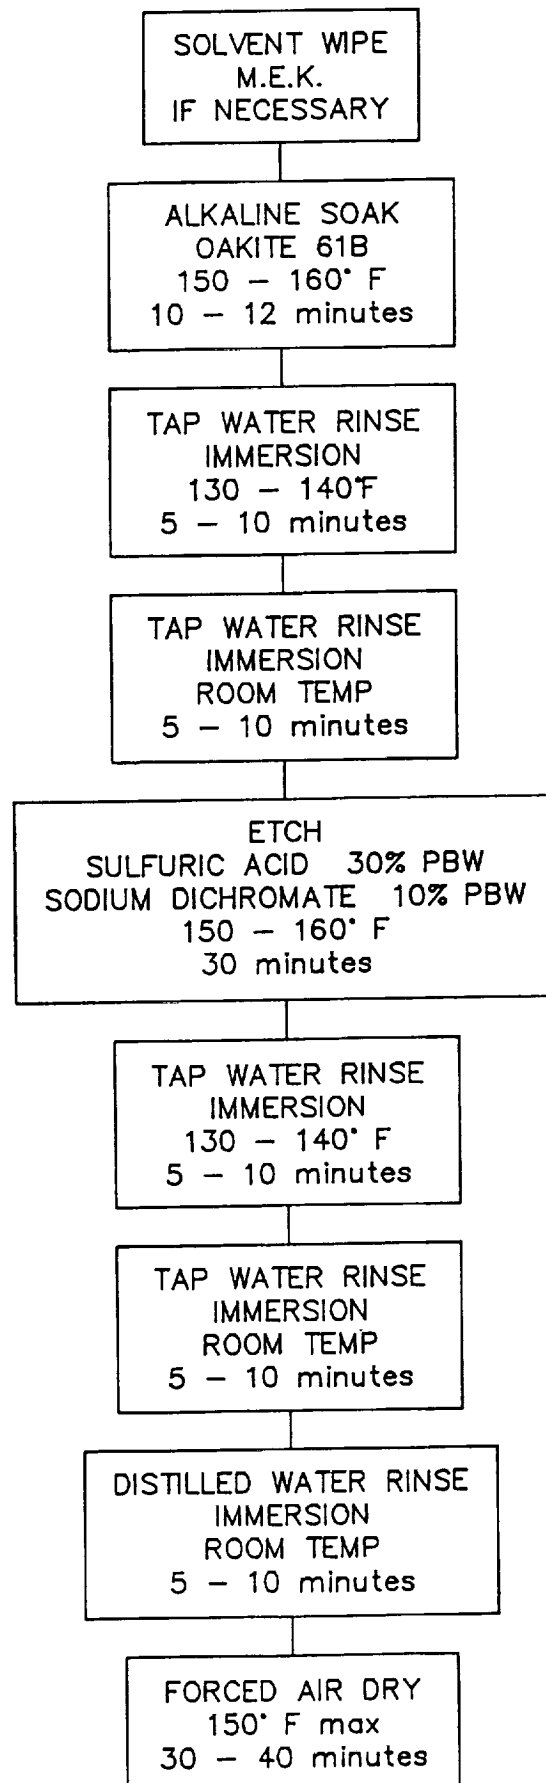 SOLVENT WIPE
M.E.K.
IF NECESSARY
ALKALINE SOAK
OAKITE 61B
150 – 160° F
10 – 12 minutes
TAP WATER RINSE
IMMERSION
130 – 140°F
5 – 10 minutes
TAP WATER RINSE
IMMERSION
ROOM TEMP
5 – 10 minutes
ETCH
SULFURIC ACID 30% PBW
SODIUM DICHROMATE 10% PBW
150 – 160° F
30 minutes
TAP WATER RINSE
IMMERSION
130 – 140° F
5 – 10 minutes
TAP WATER RINSE
IMMERSION
ROOM TEMP
5 – 10 minutes
DISTILLED WATER RINSE
IMMERSION
ROOM TEMP
5 – 10 minutes
FORCED AIR DRY
150° F max
30 – 40 minutes